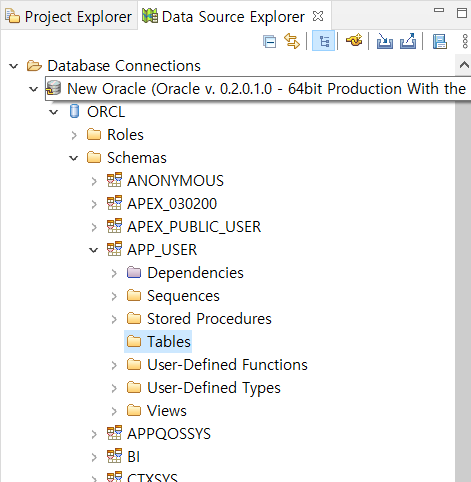 Project Explorer Data Source Explorer
Database Connections
New Oracle (Oracle v. 0.2.0.1.0 - 64bit Production With the
ORCL
Roles
Schemas
ANONYMOUS
APEX_030200
APEX_PUBLIC_USER
APP_USER
Dependencies
Sequences
Stored Procedures
Tables
User-Defined Functions
User-Defined Types
Views
APPQOSSYS
BI
CTXSYS